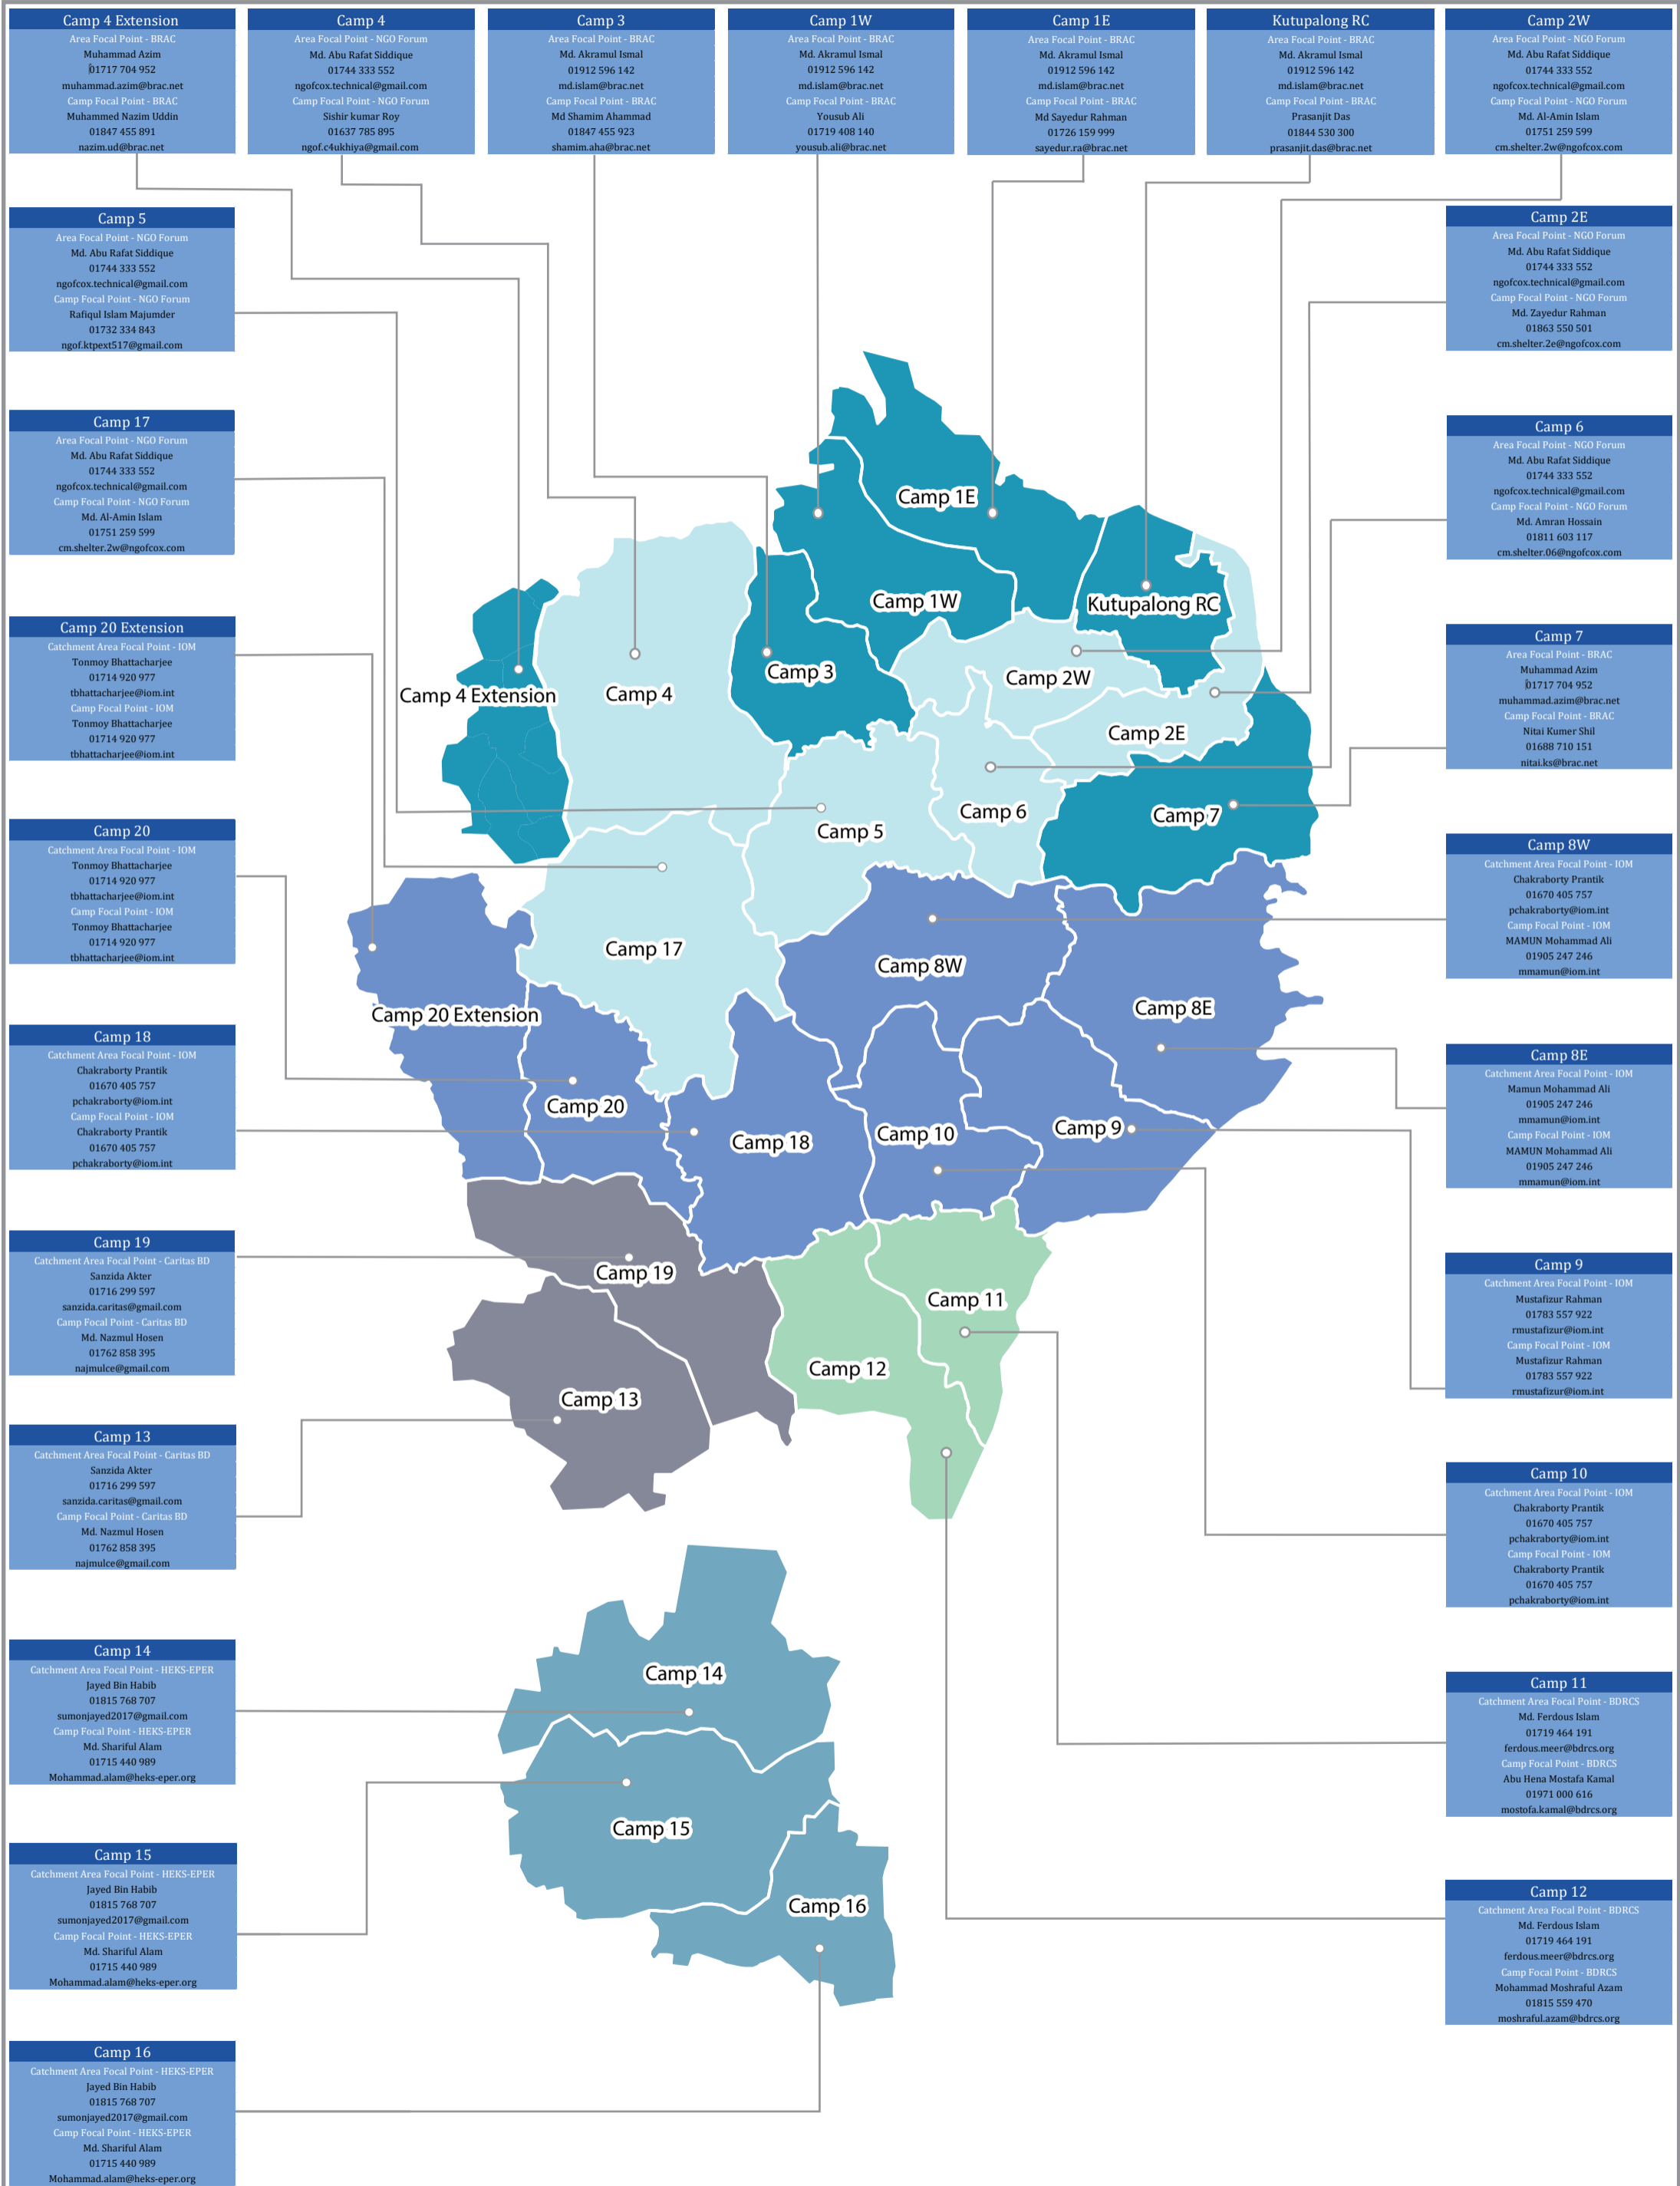 Camp 4 Extension
Area Focal Point - BRAC
Muhammad Azim
01717 704 952
muhammad.azim@brac.net
Camp Focal Point - BRAC
Muhammed Nazim Uddin
01847 455 891
nazim.ud@brac.net
Camp 4
Area Focal Point - NGO Forum
Md. Abu Rafat Siddique
01744 333 552
ngofcox.technical@gmail.com
Camp Focal Point - NGO Forum
Sishir kumar Roy
01637 785 895
ngof.c4ukhiya@gmail.com
Camp 3
Area Focal Point - BRAC
Md. Akramul Ismal
01912 596 142
md.islam@brac.net
Camp Focal Point - BRAC
Md Shamim Ahammad
01847 455 923
shamim.aha@brac.net
Camp 1W
Area Focal Point - BRAC
Md. Akramul Ismal
01912 596 142
md.islam@brac.net
Camp Focal Point - BRAC
Yousub Ali
01719 408 140
yousub.ali@brac.net
Camp 1E
Area Focal Point - BRAC
Md. Akramul Ismal
01912 596 142
md.islam@brac.net
Camp Focal Point - BRAC
Md Sayedur Rahman
01726 159 999
sayedur.ra@brac.net
Kutupalong RC
Area Focal Point - BRAC
Md. Akramul Ismal
01912 596 142
md.islam@brac.net
Camp Focal Point - BRAC
Prasanjit Das
01844 530 300
prasanjit.das@brac.net
Camp 2W
Area Focal Point - NGO Forum
Md. Abu Rafat Siddique
01744 333 552
ngofcox.technical@gmail.com
Camp Focal Point - NGO Forum
Md. Al-Amin Islam
01751 259 599
cm.shelter.2w@ngofcox.com
Camp 5
Area Focal Point - NGO Forum
Md. Abu Rafat Siddique
01744 333 552
ngofcox.technical@gmail.com
Camp Focal Point - NGO Forum
Rafiqul Islam Majumder
01732 334 843
ngof.ktpext517@gmail.com
Camp 17
Area Focal Point - NGO Forum
Md. Abu Rafat Siddique
01744 333 552
ngofcox.technical@gmail.com
Camp Focal Point - NGO Forum
Md. Al-Amin Islam
01751 259 599
cm.shelter.2w@ngofcox.com
Camp 20 Extension
Catchment Area Focal Point - IOM
Tonmoy Bhattacharjee
01714 920 977
tbhattacharjee@iom.int
Camp Focal Point - IOM
Tonmoy Bhattacharjee
01714 920 977
tbhattacharjee@iom.int
Camp 20
Catchment Area Focal Point - IOM
Tonmoy Bhattacharjee
01714 920 977
tbhattacharjee@iom.int
Camp Focal Point - IOM
Tonmoy Bhattacharjee
01714 920 977
tbhattacharjee@iom.int
Camp 18
Catchment Area Focal Point - IOM
Chakraborty Prantik
01670 405 757
pchakraborty@iom.int
Camp Focal Point - IOM
Chakraborty Prantik
01670 405 757
pchakraborty@iom.int
Camp 19
Catchment Area Focal Point - Caritas BD
Sanzida Akter
01716 299 597
sanzida.caritas@gmail.com
Camp Focal Point - Caritas BD
Md. Nazmul Hosen
01762 858 395
najmulce@gmail.com
Camp 13
Catchment Area Focal Point - Caritas BD
Sanzida Akter
01716 299 597
sanzida.caritas@gmail.com
Camp Focal Point - Caritas BD
Md. Nazmul Hosen
01762 858 395
najmulce@gmail.com
Camp 14
Catchment Area Focal Point - HEKS-EPER
Jayed Bin Habib
01815 768 707
sumonjayed2017@gmail.com
Camp Focal Point - HEKS-EPER
Md. Shariful Alam
01715 440 989
Mohammad.alam@heks-eper.org
Camp 15
Catchment Area Focal Point - HEKS-EPER
Jayed Bin Habib
01815 768 707
sumonjayed2017@gmail.com
Camp Focal Point - HEKS-EPER
Md. Shariful Alam
01715 440 989
Mohammad.alam@heks-eper.org
Camp 16
Catchment Area Focal Point - HEKS-EPER
Jayed Bin Habib
01815 768 707
sumonjayed2017@gmail.com
Camp Focal Point - HEKS-EPER
Md. Shariful Alam
01715 440 989
Mohammad.alam@heks-eper.org
Camp 1E
Camp 1W
Kutupalong RC
Camp 3
Camp 2W
Camp 4 Extension
Camp 4
Camp 2E
Camp 6
Camp 7
Camp 5
Camp 17
Camp 8W
Camp 8E
Camp 20 Extension
Camp 20
Camp 18
Camp 10
Camp 9
Camp 19
Camp 11
Camp 12
Camp 13
Camp 14
Camp 15
Camp 16
Camp 2E
Area Focal Point - NGO Forum
Md. Abu Rafat Siddique
01744 333 552
ngofcox.technical@gmail.com
Camp Focal Point - NGO Forum
Md. Zayedur Rahman
01863 550 501
cm.shelter.2e@ngofcox.com
Camp 6
Area Focal Point - NGO Forum
Md. Abu Rafat Siddique
01744 333 552
ngofcox.technical@gmail.com
Camp Focal Point - NGO Forum
Md. Amran Hossain
01811 603 117
cm.shelter.06@ngofcox.com
Camp 7
Area Focal Point - BRAC
Muhammad Azim
01717 704 952
muhammad.azim@brac.net
Camp Focal Point - BRAC
Nitai Kumer Shil
01688 710 151
nitai.ks@brac.net
Camp 8W
Catchment Area Focal Point - IOM
Chakraborty Prantik
01670 405 757
pchakraborty@iom.int
Camp Focal Point - IOM
MAMUN Mohammad Ali
01905 247 246
mmamun@iom.int
Camp 8E
Catchment Area Focal Point - IOM
Mamun Mohammad Ali
01905 247 246
mmamun@iom.int
Camp Focal Point - IOM
MAMUN Mohammad Ali
01905 247 246
mmamun@iom.int
Camp 9
Catchment Area Focal Point - IOM
Mustafizur Rahman
01783 557 922
rmustafizur@iom.int
Camp Focal Point - IOM
Mustafizur Rahman
01783 557 922
rmustafizur@iom.int
Camp 10
Catchment Area Focal Point - IOM
Chakraborty Prantik
01670 405 757
pchakraborty@iom.int
Camp Focal Point - IOM
Chakraborty Prantik
01670 405 757
pchakraborty@iom.int
Camp 11
Catchment Area Focal Point - BDRCS
Md. Ferdous Islam
01719 464 191
ferdous.meer@bdrcs.org
Camp Focal Point - BDRCS
Abu Hena Mostafa Kamal
01971 000 616
mostofa.kamal@bdrcs.org
Camp 12
Catchment Area Focal Point - BDRCS
Md. Ferdous Islam
01719 464 191
ferdous.meer@bdrcs.org
Camp Focal Point - BDRCS
Mohammad Moshraful Azam
01815 559 470
moshraful.azam@bdrcs.org